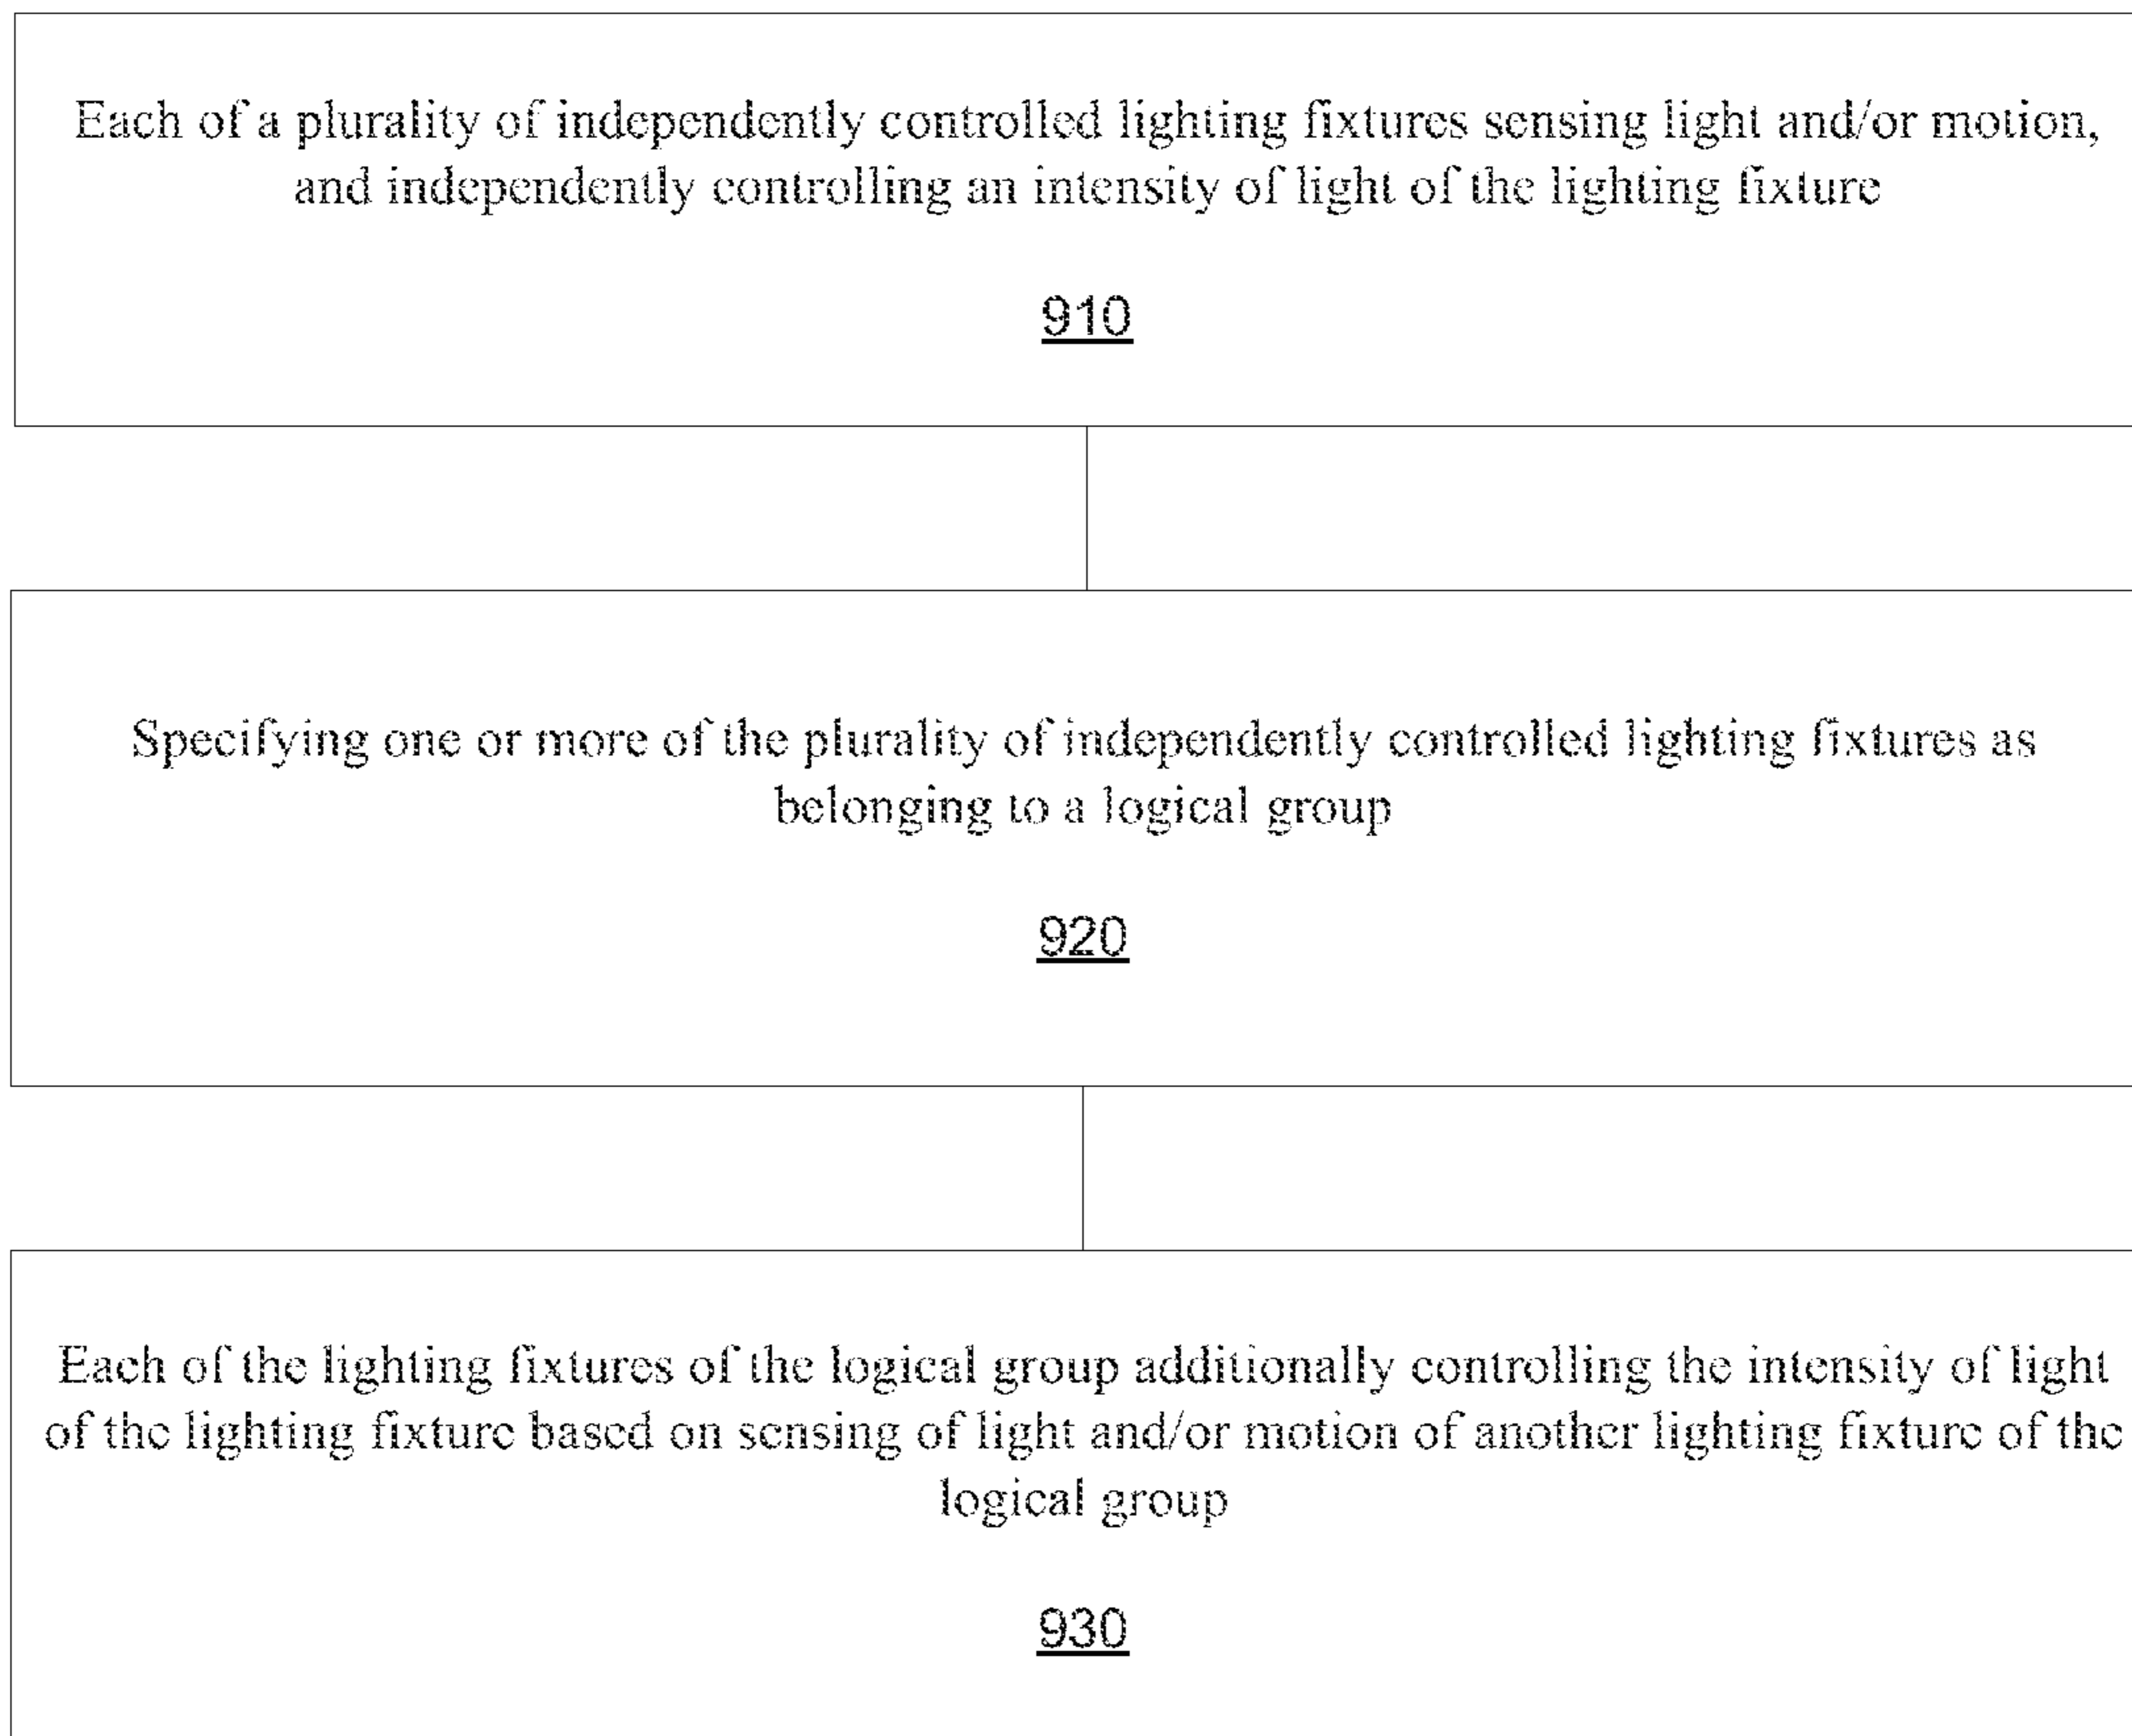 Each of a plurality of independently controlled lighting fixtures sensing light and/or motion,
and independently controlling an intensity of light of the lighting fixture
910
Specifying one or more of the plurality of independently controlled lighting fixtures as
belonging to a logical group
920
Each of the lighting fixtures of the logical group additionally controlling the intensity of light
of the lighting fixture based on sensing of light and/or motion of another lighting fixture of the
logical group
930